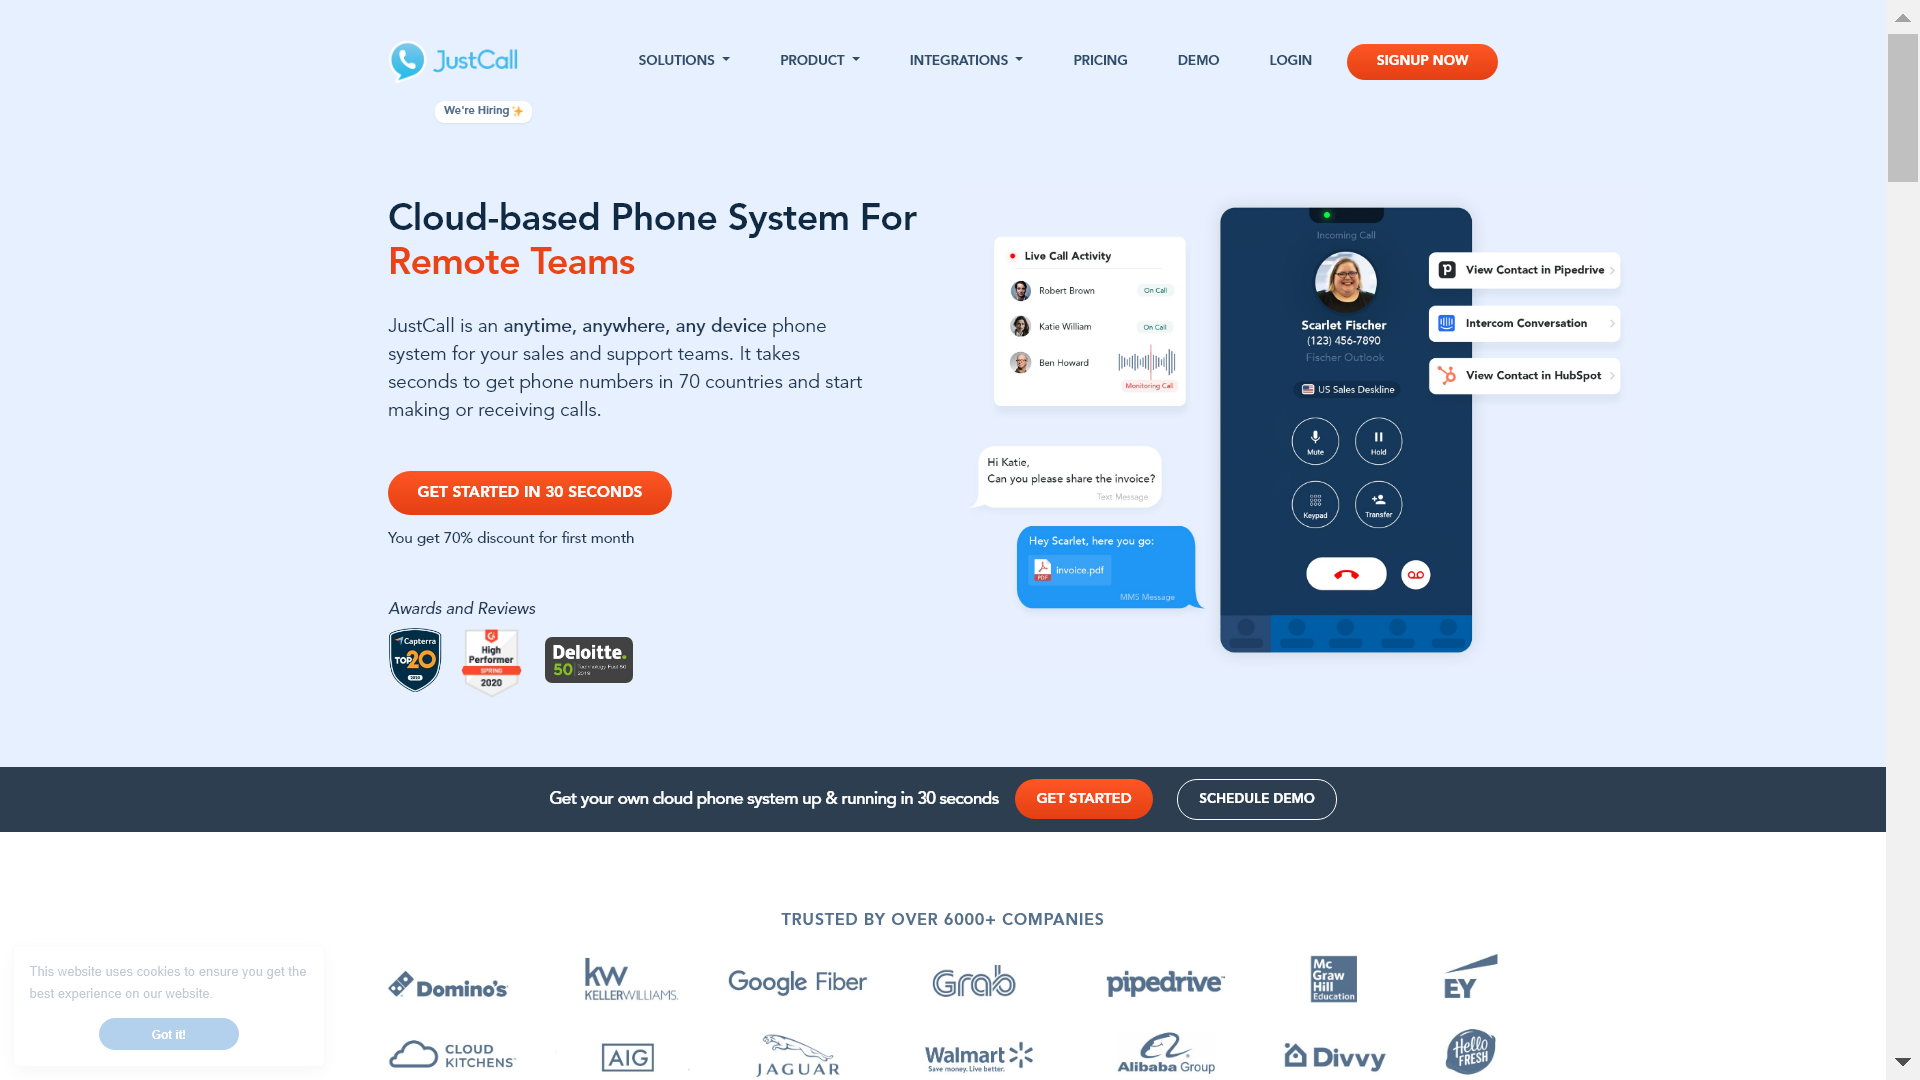 JustCall
SOLUTIONS
PRODUCT
INTEGRATIONS
PRICING
DEMO
LOGIN
SIGNUP NOW
We're Hiring
Cloud-based Phone System For
Remote Teams
JustCall is an anytime, anywhere, any device phone
system for your sales and support teams. It takes
seconds to get phone numbers in 70 countries and start
making or receiving calls.
GET STARTED IN 30 SECONDS
You get 70% discount for first month
Awards and Reviews
Capterra
TOP 20
2020
High
Performer
SPRING
2020
Deloitte.
50
Technology Fast 50
2019
Live Call Activity
Robert Brown
On Call
Katie William
On Call
Ben Howard
Monitoring Call
Hi Katie,
Can you please share the invoice?
Text Message
Hey Scarlet, here you go:
PDF
invoice.pdf
MMS Message
Incoming Call
Scarlet Fischer
(123) 456-7890
Fischer Outlook
US Sales Deskline
Mute
Hold
Keypad
Transfer
View Contact in Pipedrive
Intercom Conversation
View Contact in HubSpot
Get your own cloud phone system up & running in 30 seconds
GET STARTED
SCHEDULE DEMO
TRUSTED BY OVER 6000+ COMPANIES
Domino's
kw
KELLERWILLIAMS.
Google Fiber
Grab
pipedrive™
Mc
Graw
Hill
Education
EY
CLOUD
KITCHENS™
AIG
JAGUAR
Walmart
Save money. Live better.
Alibaba Group
Divvy
Hello
FRESH
This website uses cookies to ensure you get the
best experience on our website.
Got it!